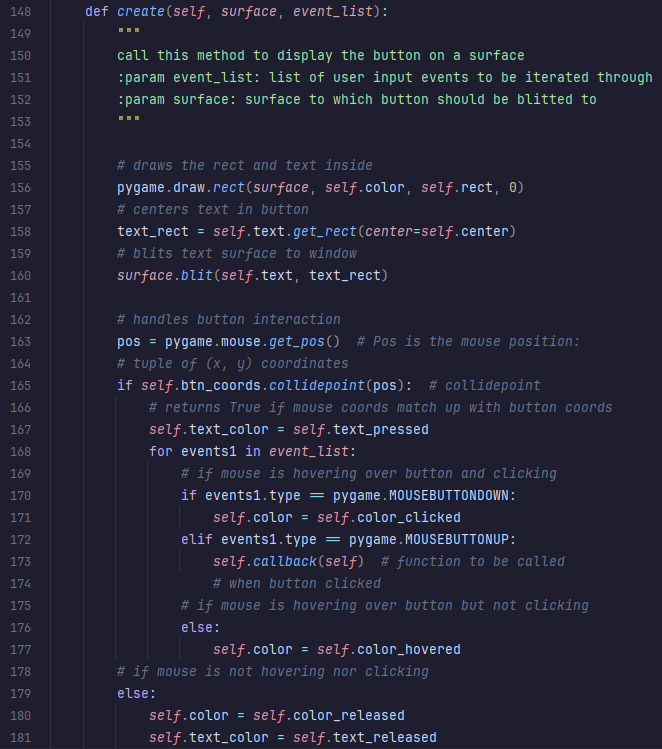 148 def create(self, surface, event_list):
149 """
150 call this method to display the button on a surface
151 :param event_list: list of user input events to be iterated through
152 :param surface: surface to which button should be blitted to
153 """
154
155 # draws the rect and text inside
156 pygame.draw.rect(surface, self.color, self.rect, 0)
157 # centers text in button
158 text_rect = self.text.get_rect(center=self.center)
159 # blits text surface to window
160 surface.blit(self.text, text_rect)
161
162 # handles button interaction
163 pos = pygame.mouse.get_pos()  # Pos is the mouse position:
164 # tuple of (x, y) coordinates
165 if self.btn_coords.collidepoint(pos):  # collidepoint
166 # returns True if mouse coords match up with button coords
167 self.text_color = self.text_pressed
168 for events1 in event_list:
169 # if mouse is hovering over button and clicking
170 if events1.type == pygame.MOUSEBUTTONDOWN:
171 self.color = self.color_clicked
172 elif events1.type == pygame.MOUSEBUTTONUP:
173 self.callback(self)  # function to be called
174 # when button clicked
175 # if mouse is hovering over button but not clicking
176 else:
177 self.color = self.color_hovered
178 # if mouse is not hovering nor clicking
179 else:
180 self.color = self.color_released
181 self.text_color = self.text_released